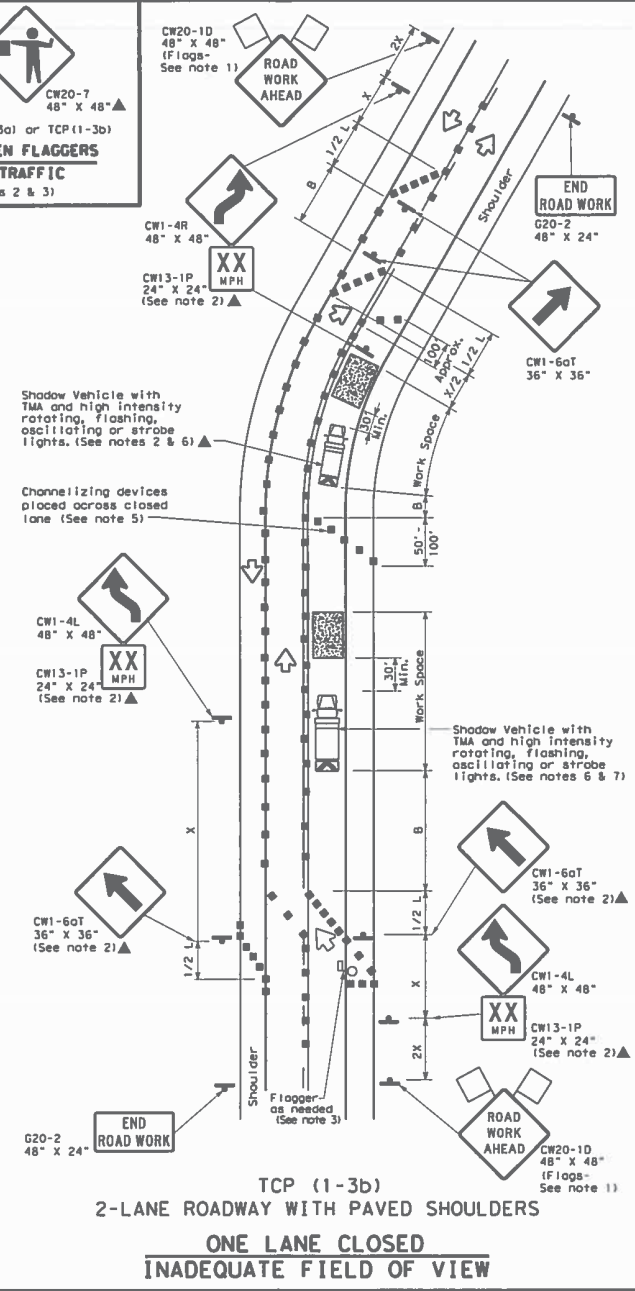 CW20-7
48" X 48"▲
3a) or TCP(1-3b)
EN FLAGGERS
TRAFFIC
s 2 & 3)
CW20-1D
48" X 48"
(Flags-
See note 1)
ROAD
WORK
AHEAD
2X
X
1/2 L
B
Shoulder
END
ROAD WORK
G20-2
48" X 24"
CW1-4R
48" X 48"
XX
MPH
CW13-1P
24" X 24"
(See note 2)▲
CW1-6aT
36" X 36"
100'
Approx.
1/2 L
X/2
30'
Min.
Work Space
B
50'-
100'
Shadow Vehicle with
TMA and high intensity
rotating, flashing,
oscillating or strobe
lights. (See notes 2 & 6)▲
Channelizing devices
placed across closed
lane (See note 5)
CW1-4L
48" X 48"
XX
MPH
CW13-1P
24" X 24"
(See note 2)▲
30'
Min.
Work Space
Shadow Vehicle with
TMA and high intensity
rotating, flashing,
oscillating or strobe
lights. (See notes 6 & 7)
X
B
CW1-6aT
36" X 36"
(See note 2)▲
1/2 L
1/2 L
CW1-6aT
36" X 36"
(See note 2)▲
X
CW1-4L
48" X 48"
XX
MPH
CW13-1P
24" X 24"
(See note 2)▲
2X
Shoulder
Flagger
as needed
(See note 3)
END
ROAD WORK
G20-2
48" X 24"
ROAD
WORK
AHEAD
CW20-1D
48" X 48"
(Flags-
See note 1)
TCP (1-3b)
2-LANE ROADWAY WITH PAVED SHOULDERS
ONE LANE CLOSED
INADEQUATE FIELD OF VIEW